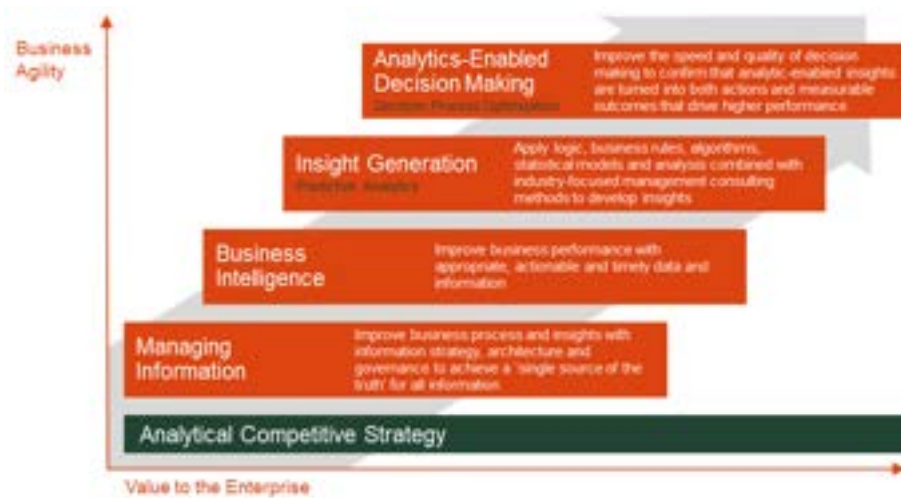 Business
Agility
Analytics-Enabled
Decision Making
Decision Process Optimization
Improve the speed and quality of decision
making to confirm that analytic-enabled insights
are turned into both actions and measurable
outcomes that drive higher performance
Insight Generation
Predictive Analytics
Apply logic, business rules, algorithms,
statistical models and analysis combined with
industry-focused management consulting
methods to develop insights
Business
Intelligence
Improve business performance with
appropriate, actionable and timely data and
information
Managing
Information
Improve business process and insights with
information strategy, architecture and
governance to achieve a 'single source of the
truth' for all information
Analytical Competitive Strategy
Value to the Enterprise